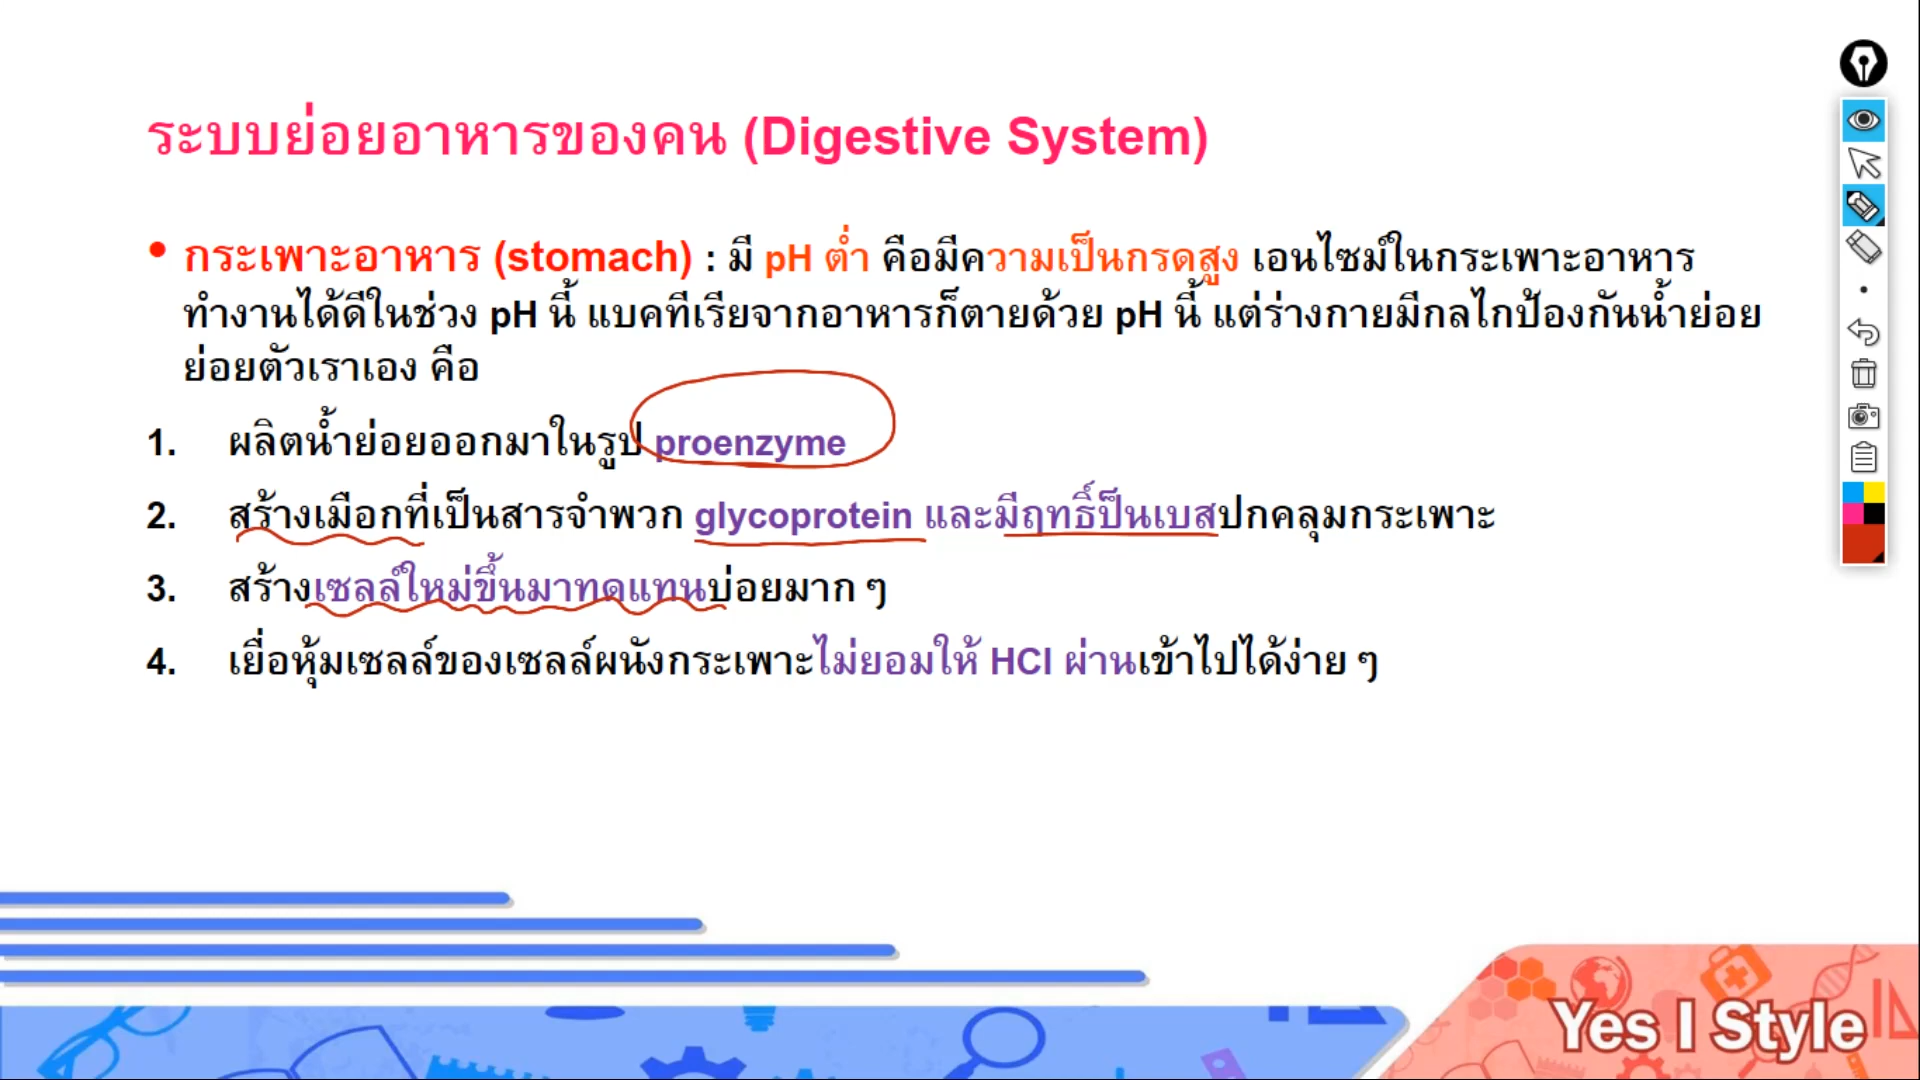 ระบบย่อยอาหารของคน (Digestive System)
• กระเพาะอาหาร (stomach) : มี pH ต่ำ คือมีความเป็นกรดสูง เอนไซม์ในกระเพาะอาหาร
ทำงานได้ดีในช่วง pH นี้ แบคทีเรียจากอาหารก็ตายด้วย pH นี้ แต่ร่างกายมีกลไกป้องกันน้ำย่อย
ย่อยตัวเราเอง คือ
1. ผลิตน้ำย่อยออกมาในรูป proenzyme
2. สร้างเมือกที่เป็นสารจำพวก glycoprotein และมีฤทธิ์ป็นเบสปกคลุมกระเพาะ
3. สร้างเซลล์ใหม่ขึ้นมาทดแทนบ่อยมาก ๆ
4. เยื่อหุ้มเซลล์ของเซลล์ผนังกระเพาะไม่ยอมให้ HCl ผ่านเข้าไปได้ง่าย ๆ
Yes I Style